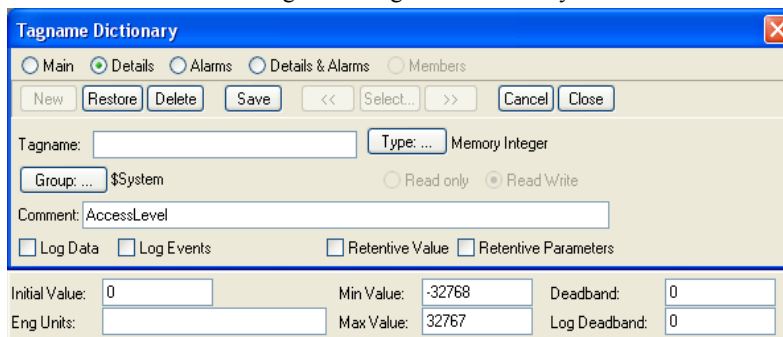 Tagname Dictionary
Main Details Alarms Details & Alarms Members
New Restore Delete Save << Select... >> Cancel Close
Tagname: Type: ... Memory Integer
Group: ... $System Read only Read Write
Comment: AccessLevel
Log Data Log Events Retentive Value Retentive Parameters
Initial Value: 0 Min Value: -32768 Deadband: 0
Eng Units: Max Value: 32767 Log Deadband: 0